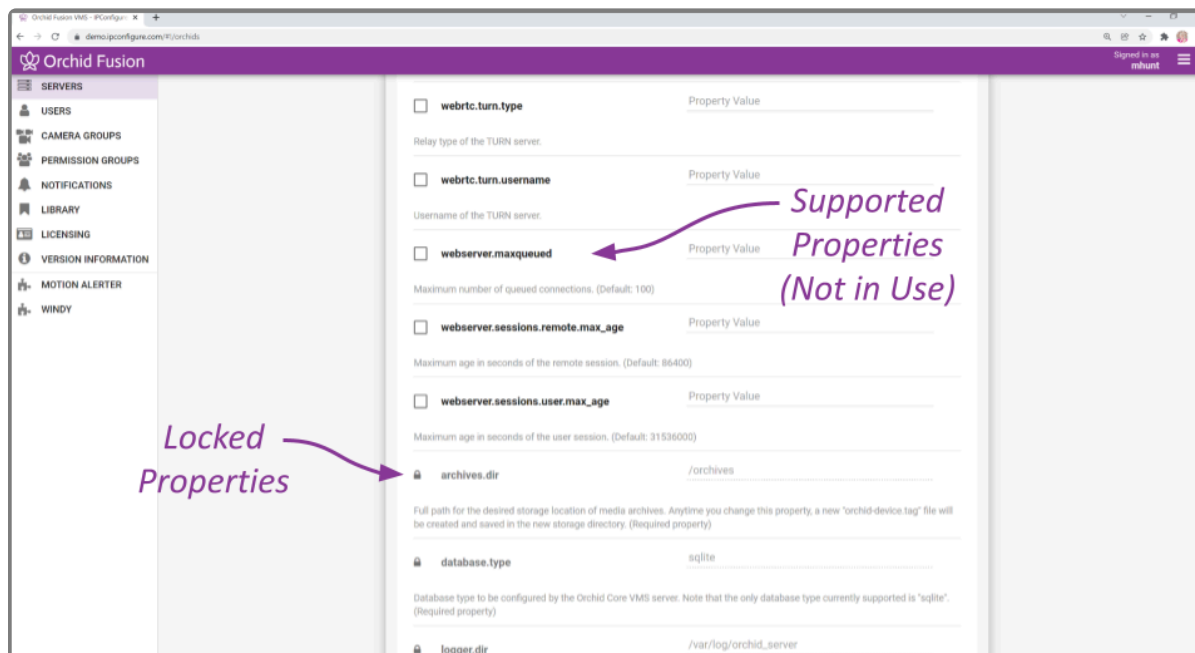 Orchid Fusion VMS - IPConfigur
demo.ipconfigure.com/#!/orchids
Orchid Fusion
Signed in as
mhunt
SERVERS
USERS
CAMERA GROUPS
PERMISSION GROUPS
NOTIFICATIONS
LIBRARY
LICENSING
VERSION INFORMATION
MOTION ALERTER
WINDY
webrtc.turn.type
Property Value
Relay type of the TURN server.
webrtc.turn.username
Property Value
Username of the TURN server.
webserver.maxqueued
Property Value
Maximum number of queued connections. (Default: 100)
Supported
Properties
(Not in Use)
webserver.sessions.remote.max_age
Property Value
Maximum age in seconds of the remote session. (Default: 86400)
webserver.sessions.user.max_age
Property Value
Maximum age in seconds of the user session. (Default: 31536000)
Locked
Properties
archives.dir
/orchives
Full path for the desired storage location of media archives. Anytime you change this property, a new "orchid-device.tag" file will
be created and saved in the new storage directory. (Required property)
database.type
sqlite
Database type to be configured by the Orchid Core VMS server. Note that the only database type currently supported is "sqlite".
(Required property)
logger.dir
/var/log/orchid_server